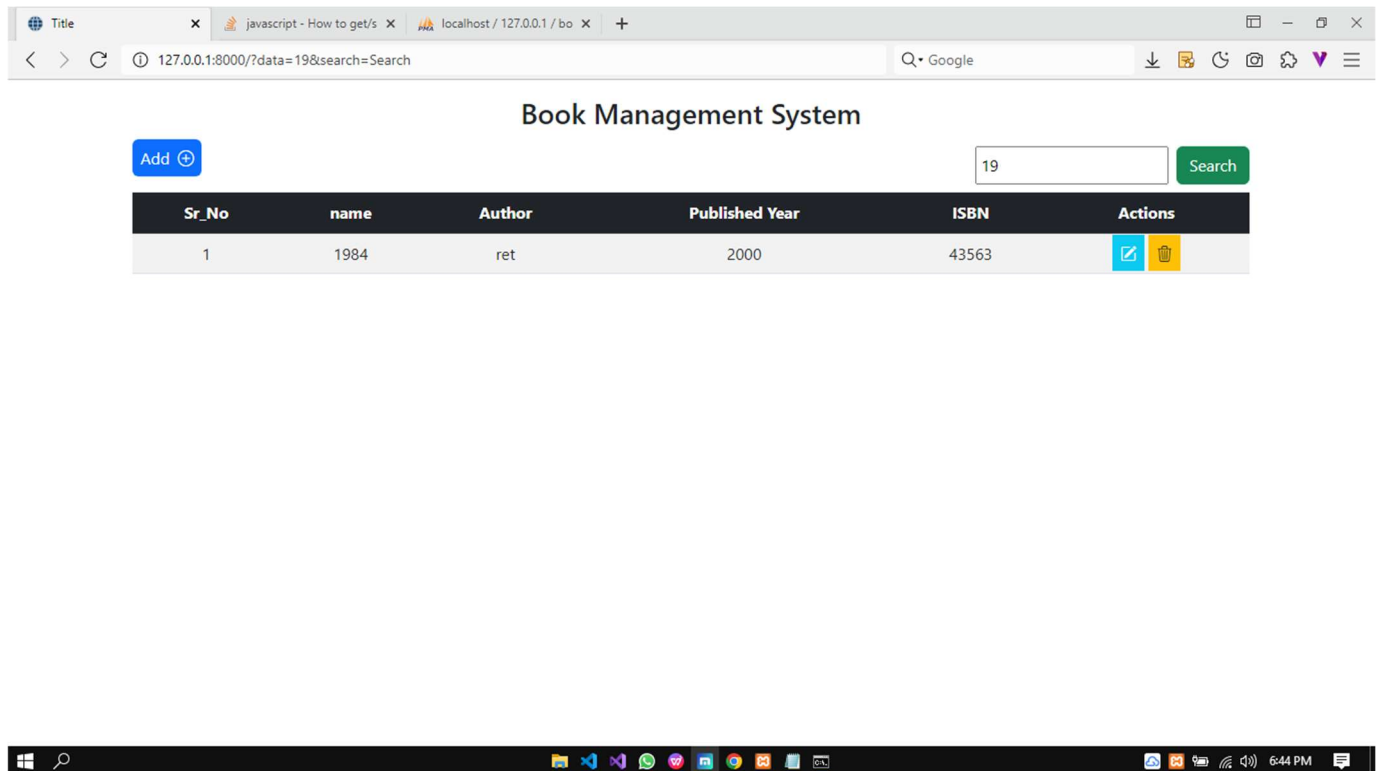 Title
javascript - How to get/s
localhost / 127.0.0.1 / bo
127.0.0.1:8000/?data=19&search=Search
Google
Book Management System
Add
19
Search
Sr_No name Author Published Year ISBN Actions
1 1984 ret 2000 43563
6:44 PM